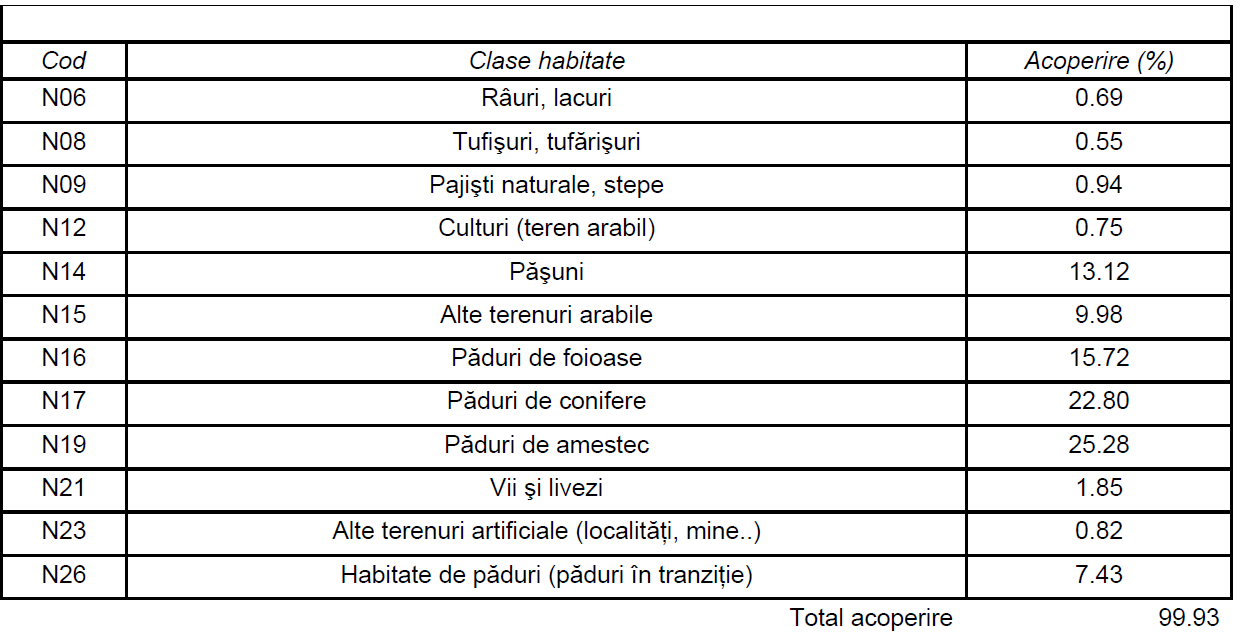 Cod Clase habitate Acoperire (%)
N06 Râuri, lacuri 0.69
N08 Tufişuri, tufărişuri 0.55
N09 Pajişti naturale, stepe 0.94
N12 Culturi (teren arabil) 0.75
N14 Păşuni 13.12
N15 Alte terenuri arabile 9.98
N16 Păduri de foioase 15.72
N17 Păduri de conifere 22.80
N19 Păduri de amestec 25.28
N21 Vii şi livezi 1.85
N23 Alte terenuri artificiale (localități, mine..) 0.82
N26 Habitate de păduri (păduri în tranziție) 7.43
Total acoperire 99.93